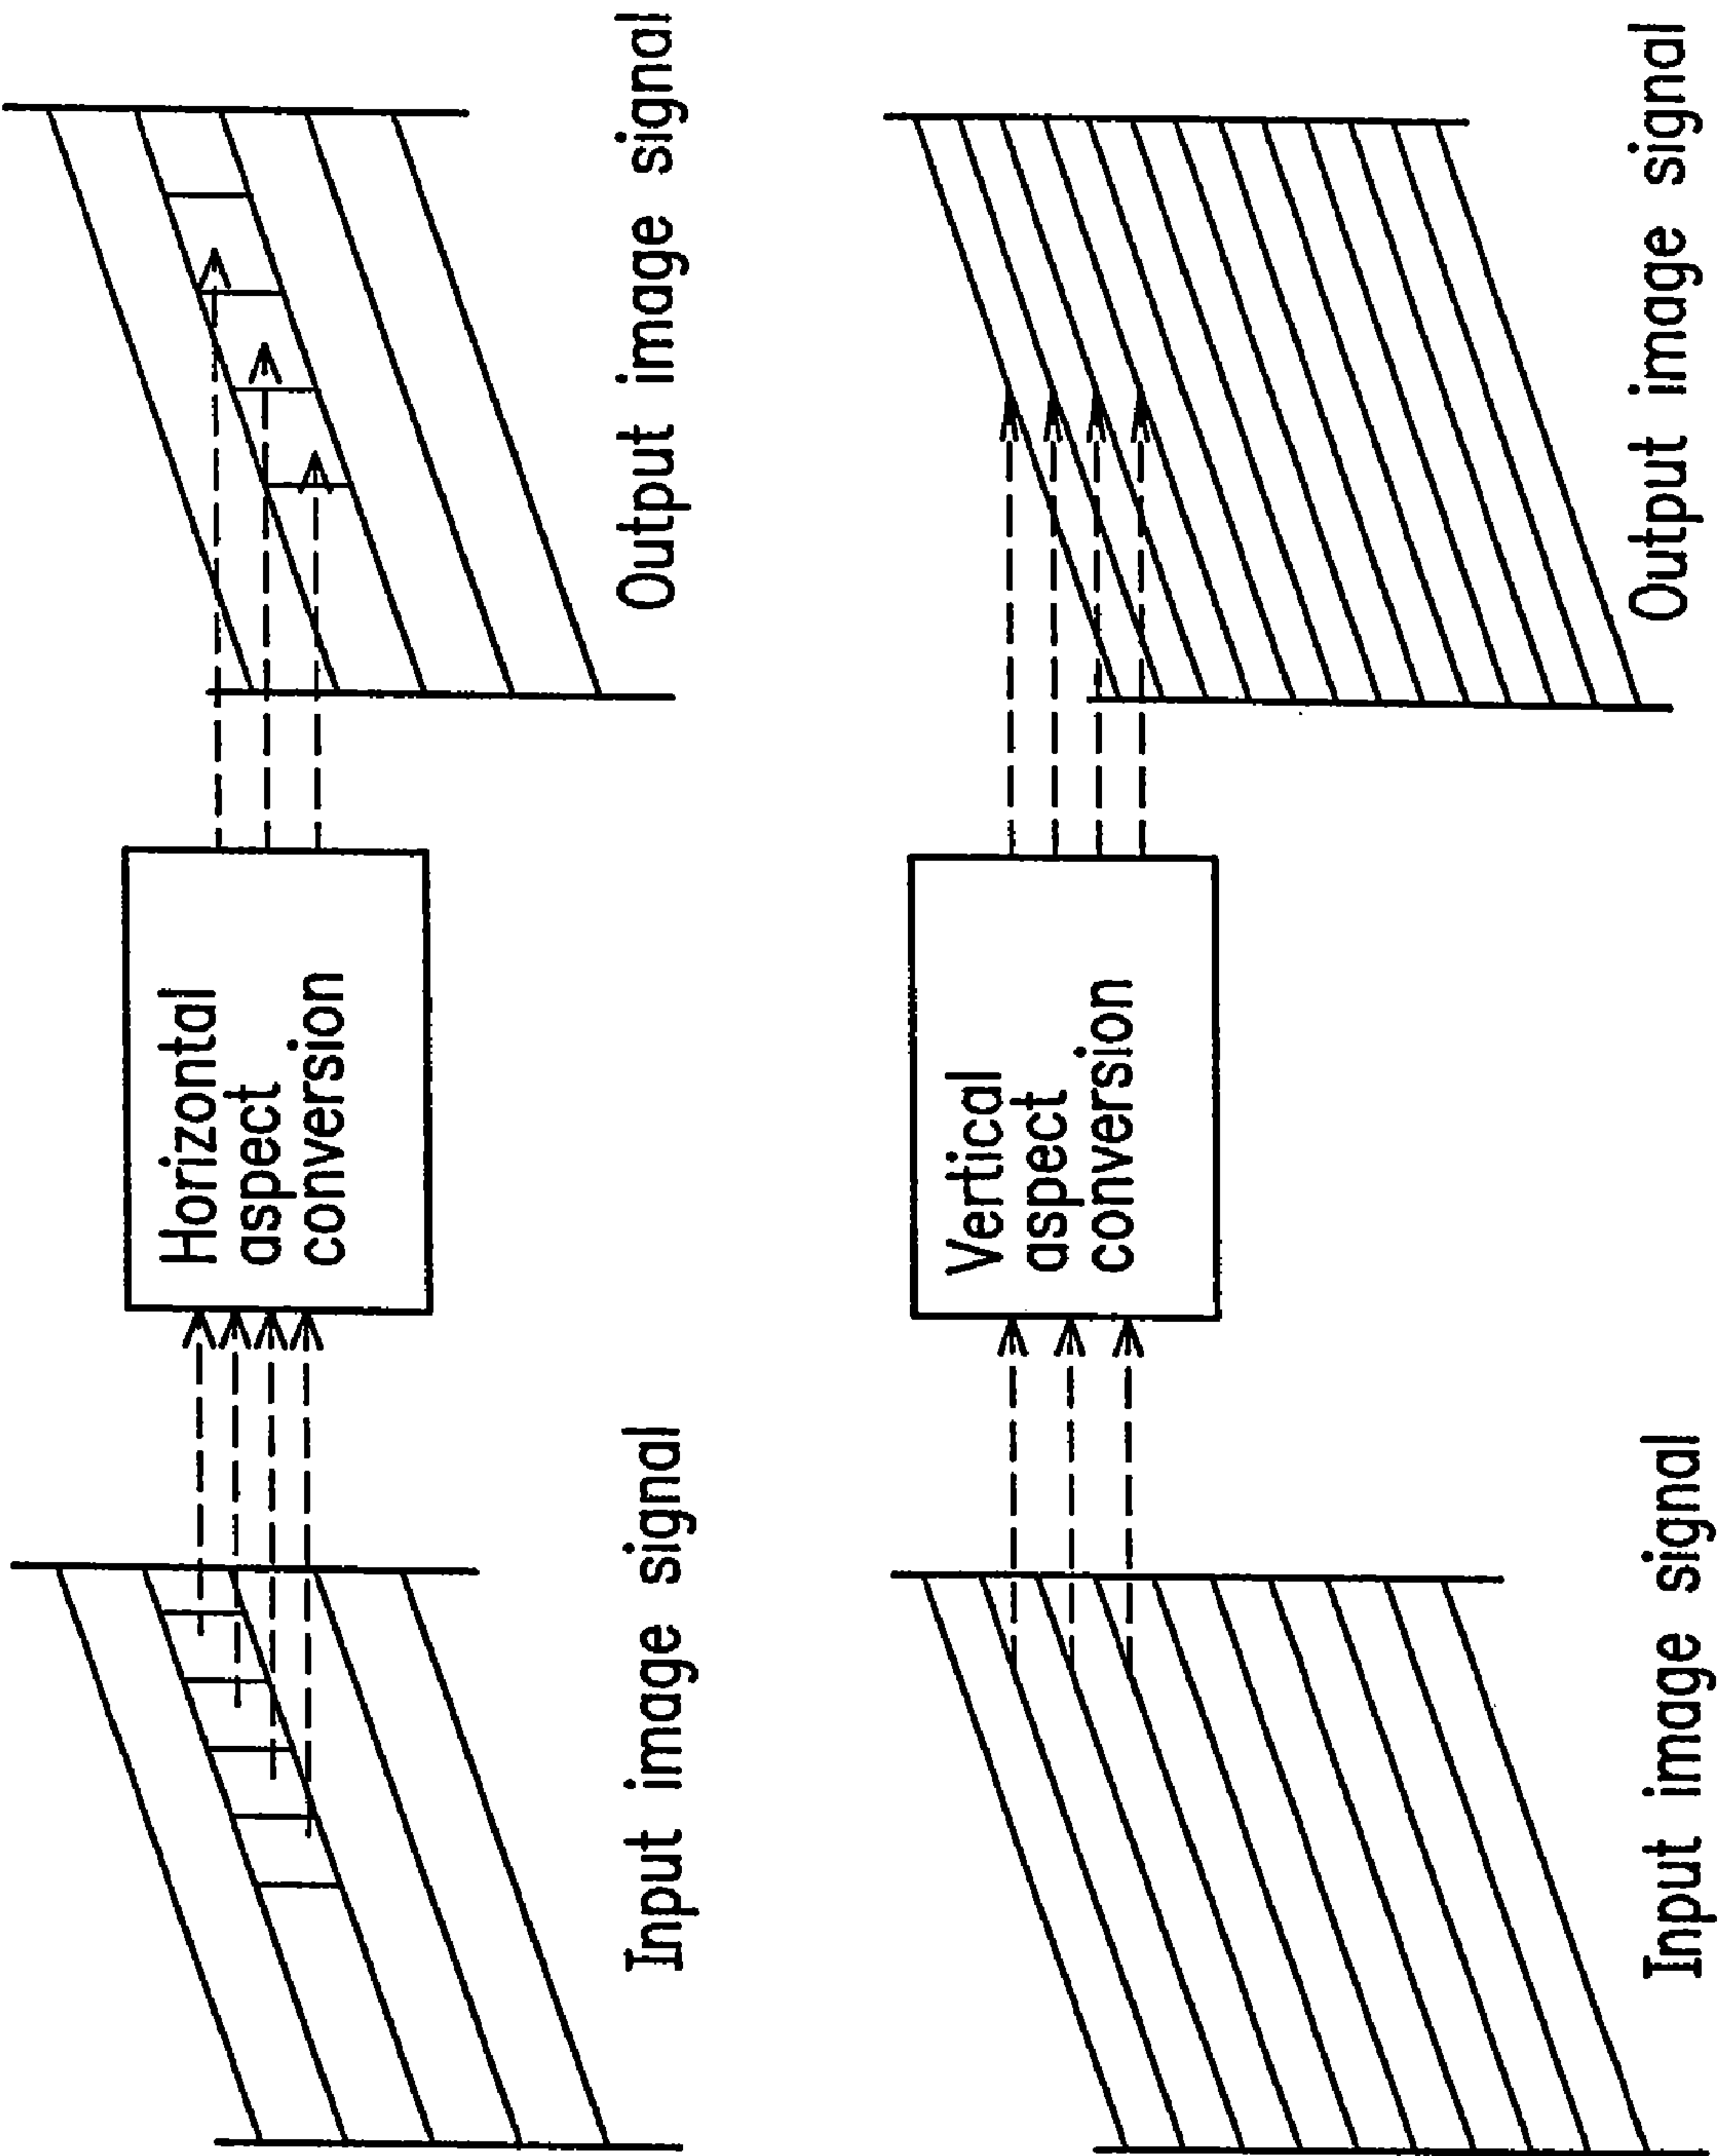 Input image signal
Horizontal
aspect
conversion
Output image signal
Input image signal
Vertical
aspect
conversion
Output image signal